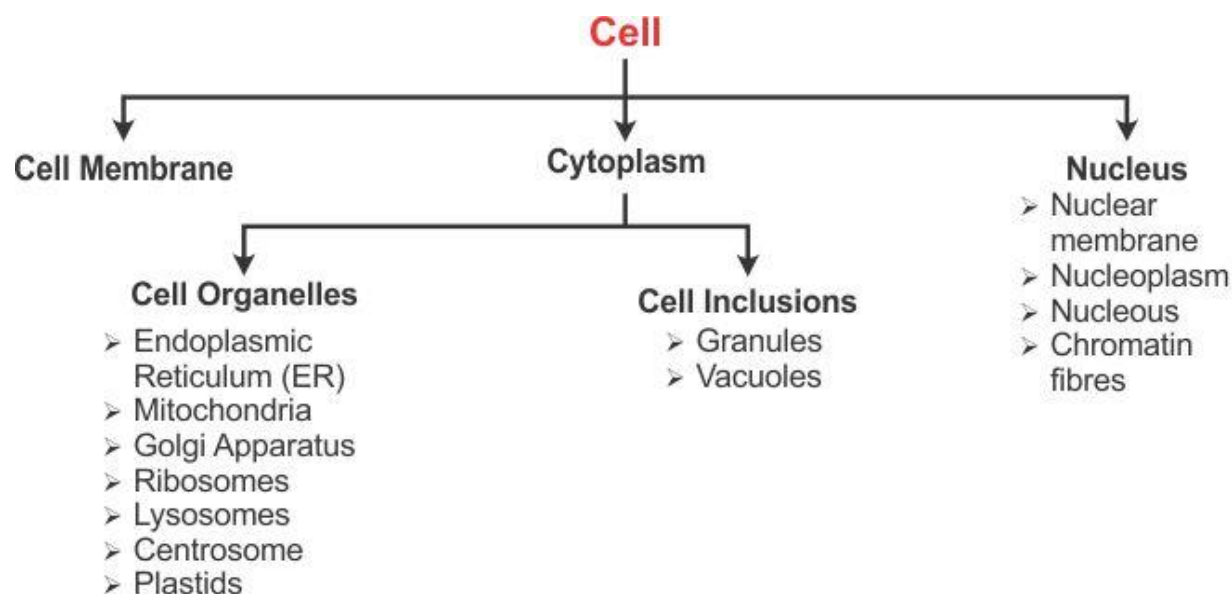 Cell
Cell Membrane
Cytoplasm
Nucleus
➢ Nuclear
membrane
➢ Nucleoplasm
➢ Nucleous
➢ Chromatin
fibres
Cell Organelles
➢ Endoplasmic
Reticulum (ER)
➢ Mitochondria
➢ Golgi Apparatus
➢ Ribosomes
➢ Lysosomes
➢ Centrosome
➢ Plastids
Cell Inclusions
➢ Granules
➢ Vacuoles